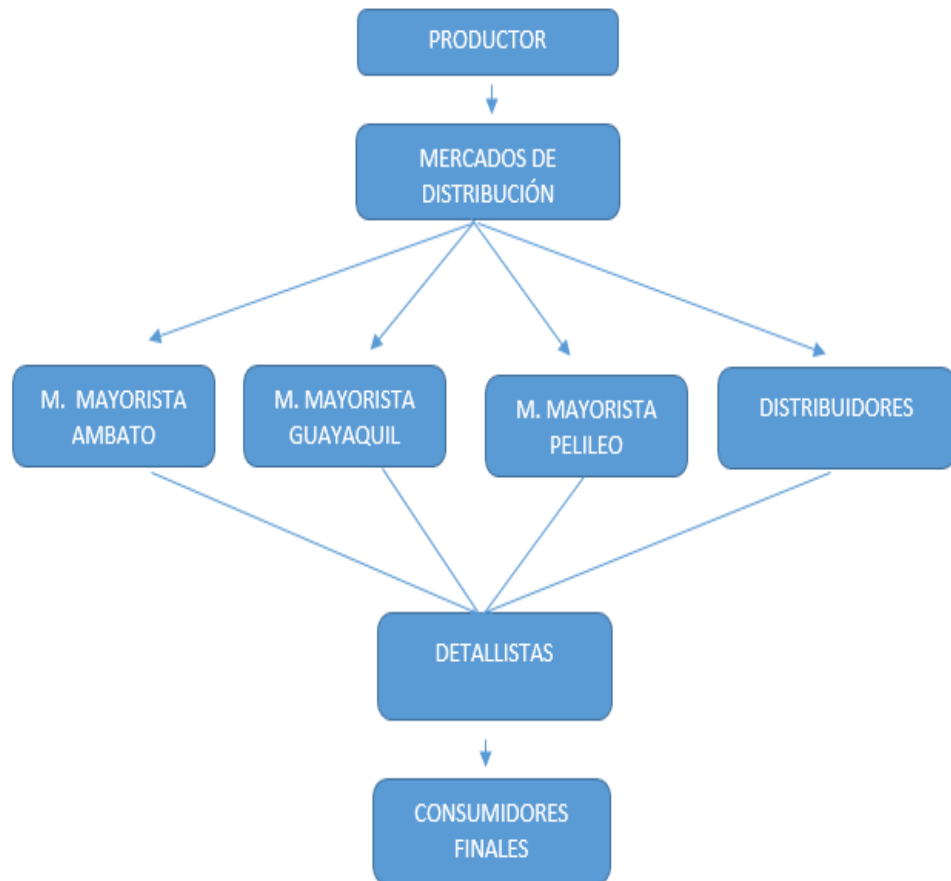 PRODUCTOR
MERCADOS DE
DISTRIBUCIÓN
M. MAYORISTA
AMBATO
M. MAYORISTA
GUAYAQUIL
M. MAYORISTA
PELILEO
DISTRIBUIDORES
DETALLISTAS
CONSUMIDORES
FINALES